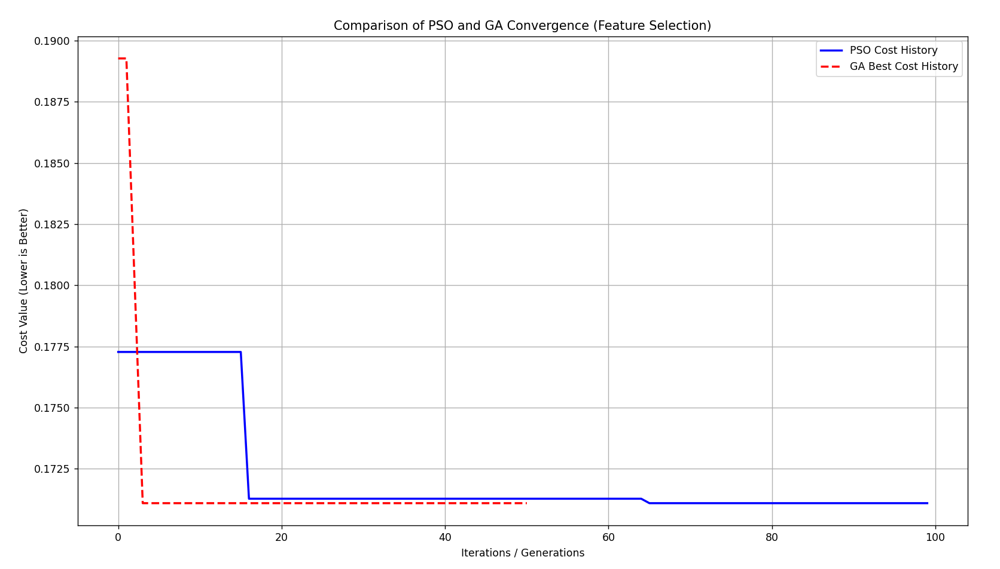 Comparison of PSO and GA Convergence (Feature Selection)
PSO Cost History
GA Best Cost History
Cost Value (Lower is Better)
0.1900
0.1875
0.1850
0.1825
0.1800
0.1775
0.1750
0.1725
0 20 40 60 80 100
Iterations / Generations